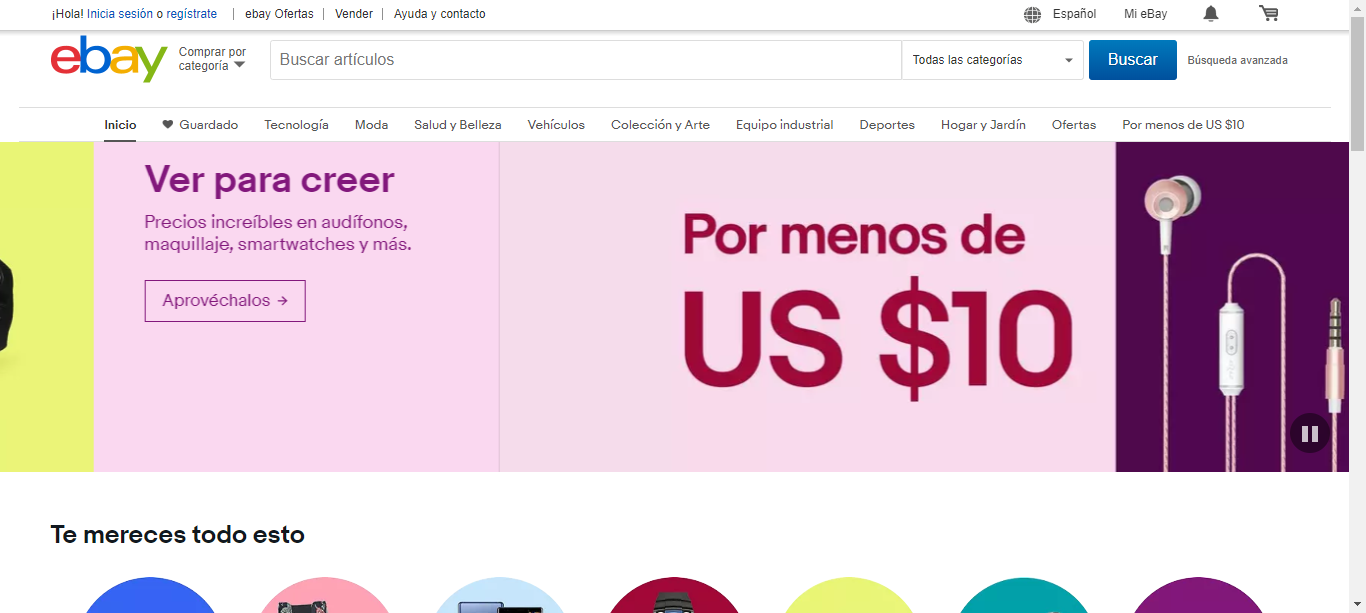 ¡Hola! Inicia sesión o regístrate | ebay Ofertas | Vender | Ayuda y contacto
Español Mi eBay
ebay
Comprar por
categoría
Buscar artículos
Todas las categorías
Buscar
Búsqueda avanzada
Inicio Guardado Tecnología Moda Salud y Belleza Vehículos Colección y Arte Equipo industrial Deportes Hogar y Jardín Ofertas Por menos de US $10
Ver para creer
Precios increíbles en audífonos,
maquillaje, smartwatches y más.
Aprovéchalos →
Por menos de
US $10
Te mereces todo esto